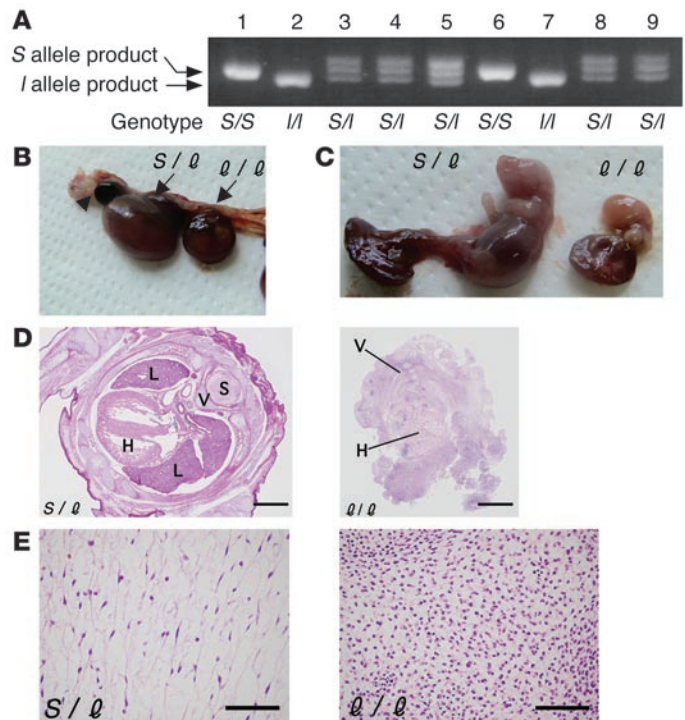 A
1 2 3 4 5 6 7 8 9
S allele product
l allele product
Genotype S/S l/l S/l S/l S/l S/S l/l S/l S/l
B
S / ℓ
ℓ / ℓ
C
S / ℓ
ℓ / ℓ
D
L
S
V
H
L
S / ℓ
V
H
ℓ / ℓ
E
S / ℓ
ℓ / ℓ